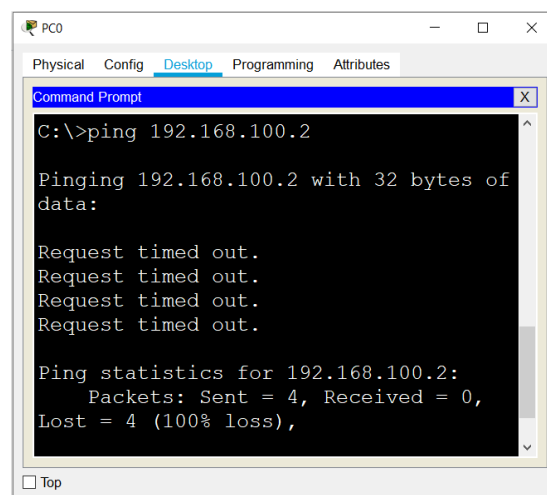 PC0
Physical Config Desktop Programming Attributes
Command Prompt X
C:\>ping 192.168.100.2
Pinging 192.168.100.2 with 32 bytes of
data:
Request timed out.
Request timed out.
Request timed out.
Request timed out.
Ping statistics for 192.168.100.2:
Packets: Sent = 4, Received = 0,
Lost = 4 (100% loss),
Top